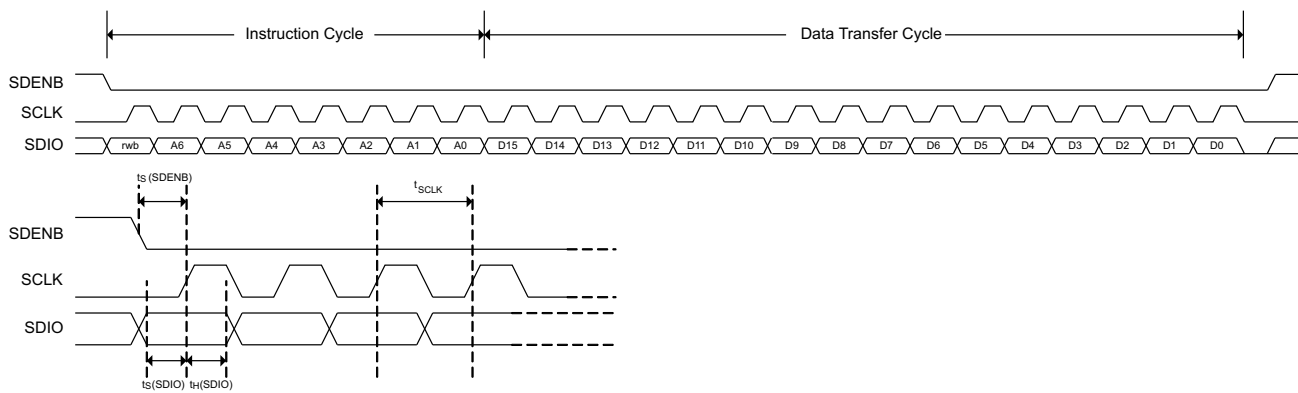 Instruction Cycle Data Transfer Cycle
SDENB
SCLK
SDIO rwb A6 A5 A4 A3 A2 A1 A0 D15 D14 D13 D12 D11 D10 D9 D8 D7 D6 D5 D4 D3 D2 D1 D0
tS(SDENB) tSCLK
SDENB
SCLK
SDIO
tS(SDIO) tH(SDIO)